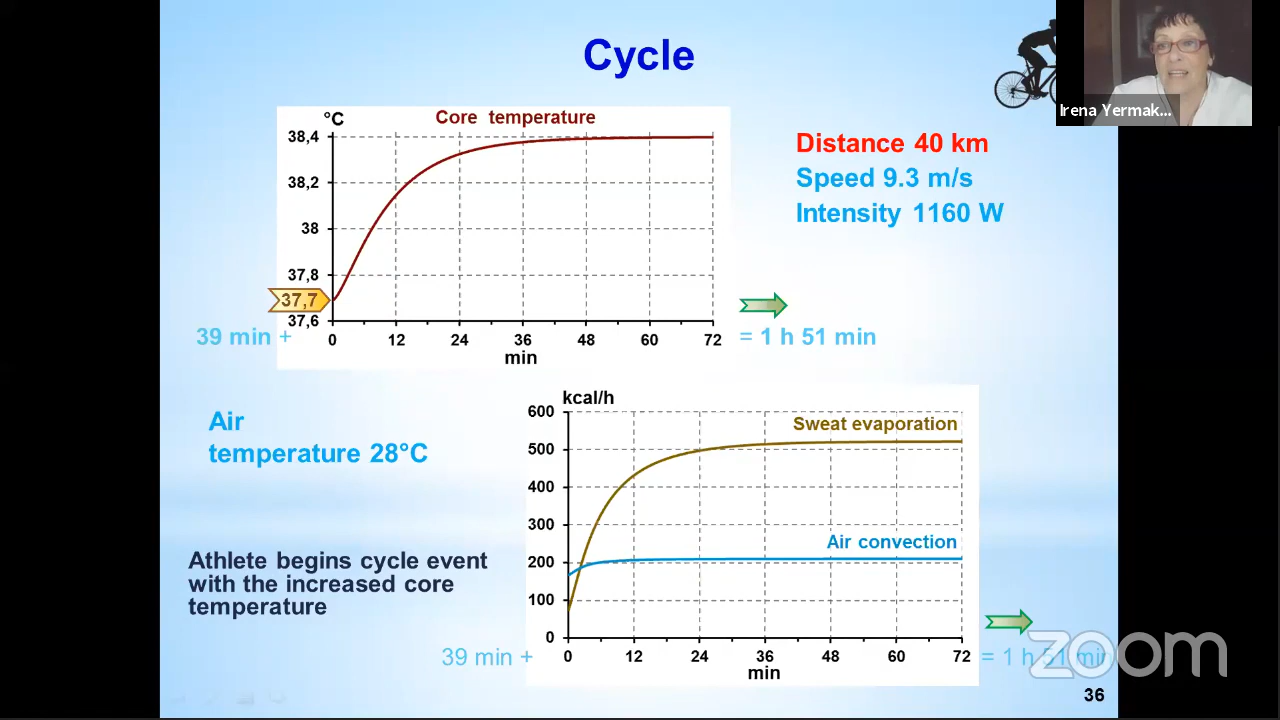 Cycle
Irena Yermak...
°C
Core temperature
38,4
38,2
38
37,8
37,7
37,6
39 min +
0 12 24 36 48 60 72
min
= 1 h 51 min
Distance 40 km
Speed 9.3 m/s
Intensity 1160 W
Air
temperature 28°C
Athlete begins cycle event
with the increased core
temperature
kcal/h
600
500
400
300
200
100
0
Sweat evaporation
Air convection
39 min +
0 12 24 36 48 60 72
min
= 1 h 51 min
zoom
36